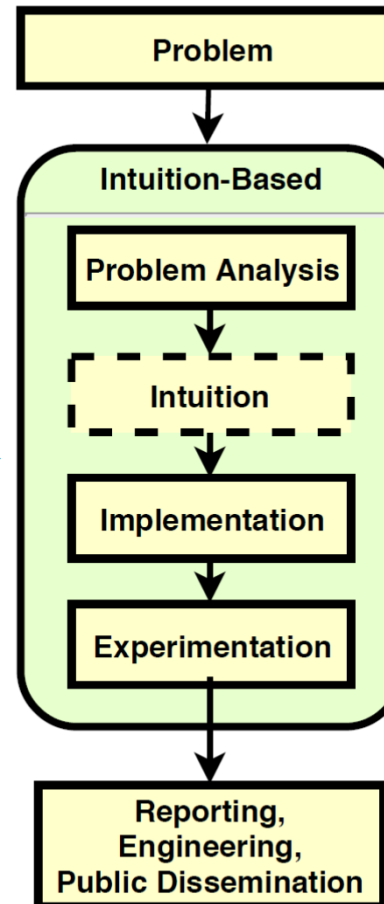 Problem
Intuition-Based
Problem Analysis
Intuition
Implementation
Experimentation
Reporting,
Engineering,
Public Dissemination